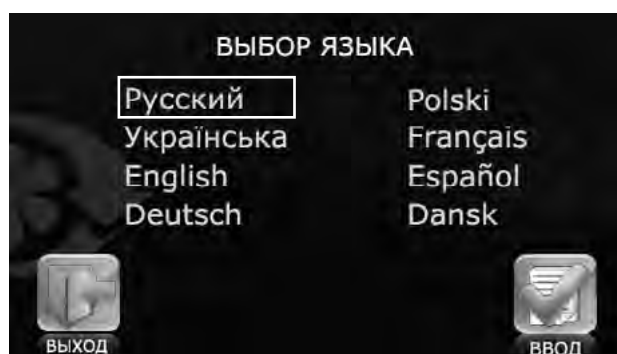 ВЫБОР ЯЗЫКА
Русский
Українська
English
Deutsch
Polski
Français
Español
Dansk
ВЫХОД
ВВОД